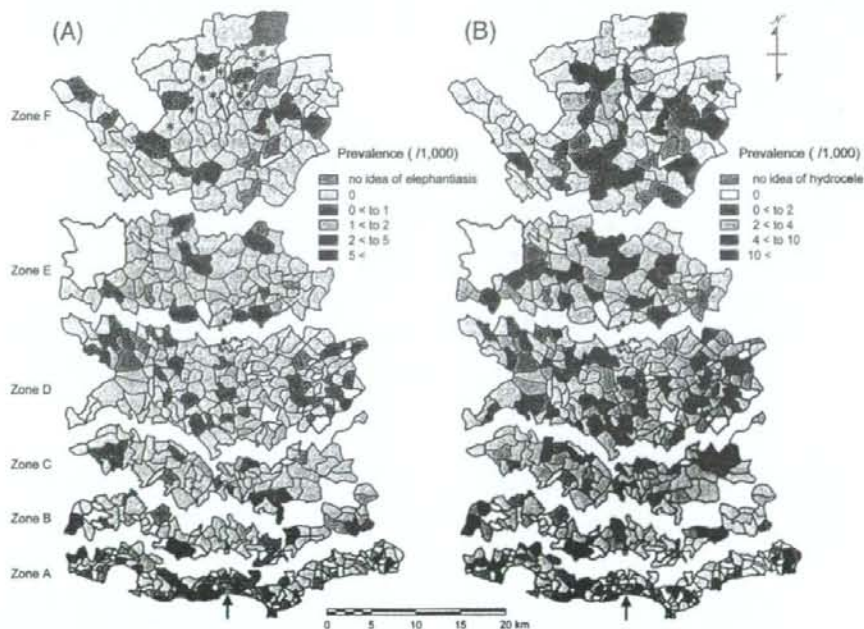 (A)
(B)
N
Zone F
Prevalence ( /1,000)
no idea of elephantiasis
0
0 < to 1
1 < to 2
2 < to 5
5 <
Prevalence ( /1,000)
no idea of hydrocele
0
0 < to 2
2 < to 4
4 < to 10
10 <
Zone E
Zone D
Zone C
Zone B
Zone A
0 5 10 15 20 km